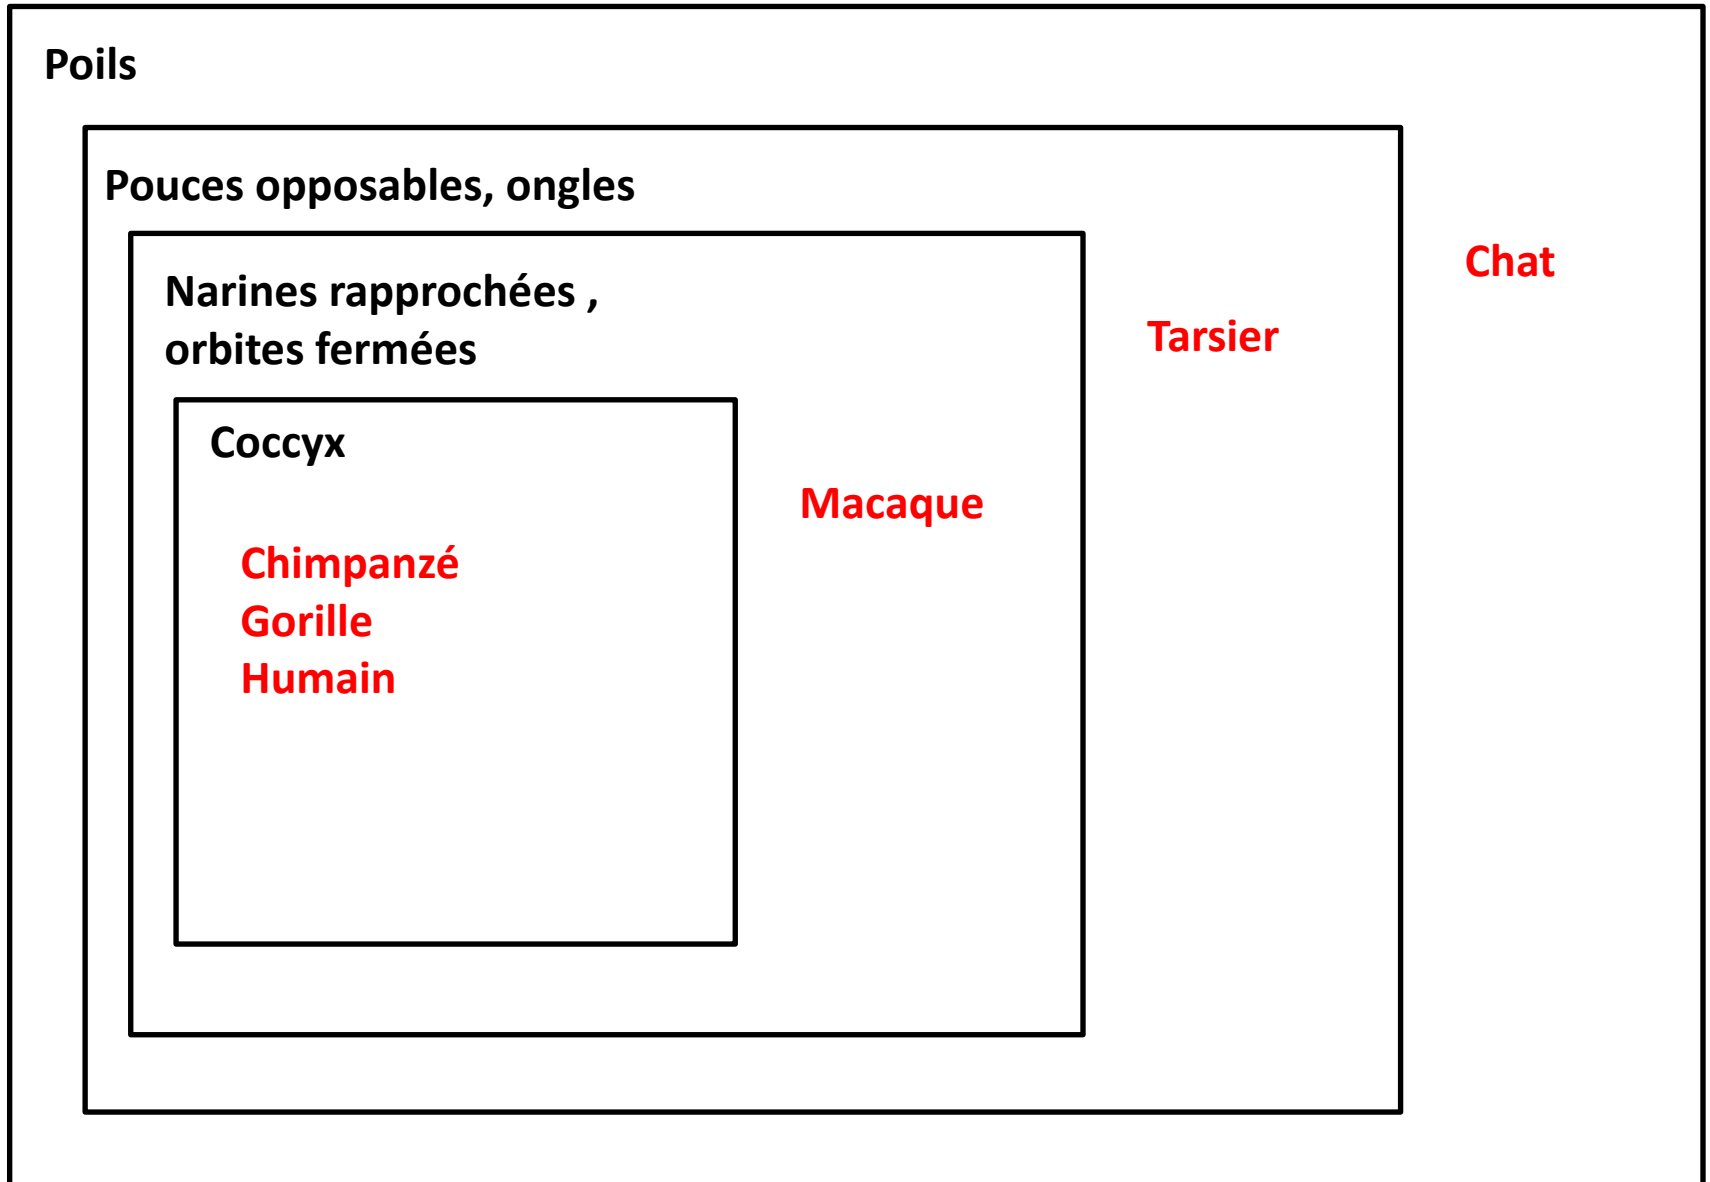 Poils
Pouces opposables, ongles
Narines rapprochées ,
orbites fermées
Coccyx
Chimpanzé
Gorille
Humain
Macaque
Tarsier
Chat